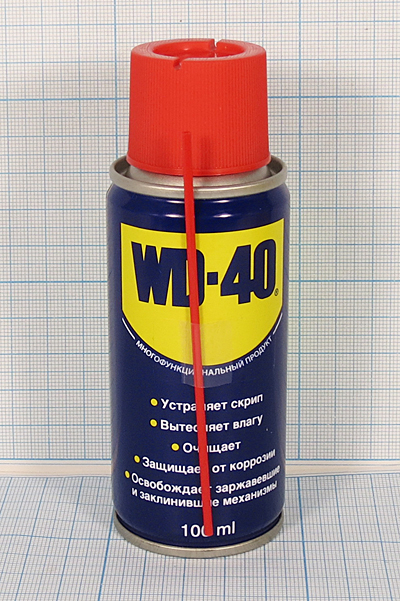 WD-40®
МНОГОФУНКЦИОНАЛЬНЫЙ ПРОДУКТ
• Устраняет скрип
• Вытесняет влагу
• Очищает
• Защищает от коррозии
• Освобождает заржавевшие
и заклинившие механизмы
100 ml